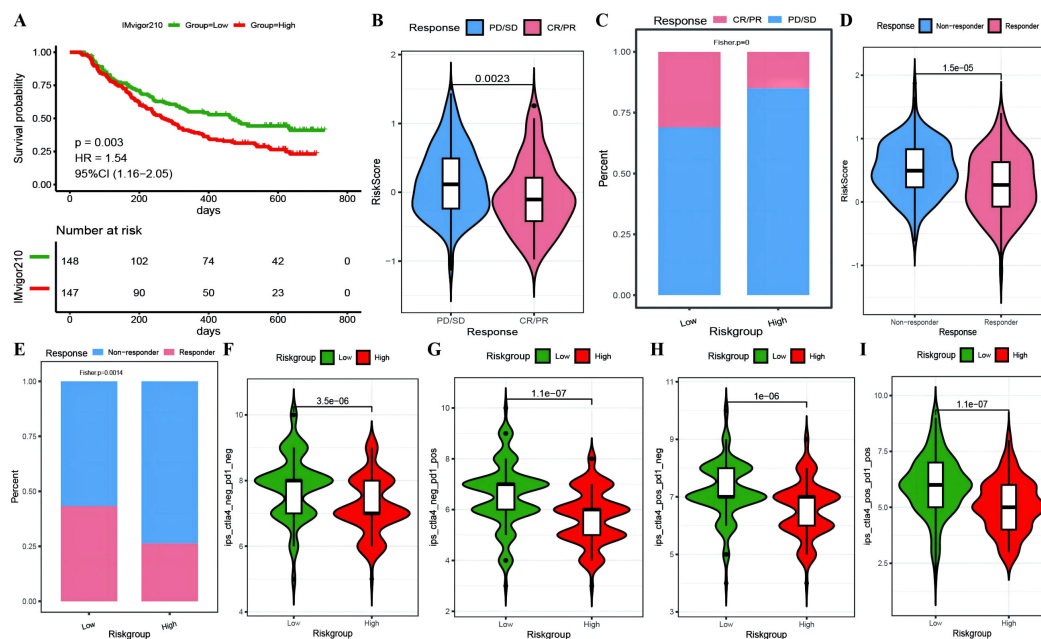 A
IMvigor210 Group=Low Group=High
Survival probability
1.00
0.75
0.50
0.25
0.00
p = 0.003
HR = 1.54
95%CI (1.16−2.05)
0 200 400 600 800
days
Number at risk
IMvigor210
148 102 74 42 0
147 90 50 23 0
0 200 400 600 800
days
B
Response PD/SD CR/PR
RiskScore
0.0023
1
0
−1
PD/SD CR/PR
Response
C
Response CR/PR PD/SD
Fisher.p=0
Percent
1.00
0.75
0.50
0.25
0.00
Low High
Riskgroup
D
Response Non−responder Responder
1.5e−05
RiskScore
2
1
0
−1
Non−responder Responder
Response
E
Response Non−responder Responder
Fisher.p=0.0014
Percent
1.00
0.75
0.50
0.25
0.00
Low High
Riskgroup
F
Riskgroup Low High
3.5e−06
ips_ctla4_neg_pd1_neg
10
8
6
4
Low High
Riskgroup
G
Riskgroup Low High
1.1e−07
ips_ctla4_neg_pd1_pos
10
8
6
4
2
Low High
Riskgroup
H
Riskgroup Low High
1e−06
ips_ctla4_pos_pd1_neg
11
9
7
5
3
Low High
Riskgroup
I
Riskgroup Low High
1.1e−07
ips_ctla4_pos_pd1_pos
10.0
7.5
5.0
2.5
Low High
Riskgroup